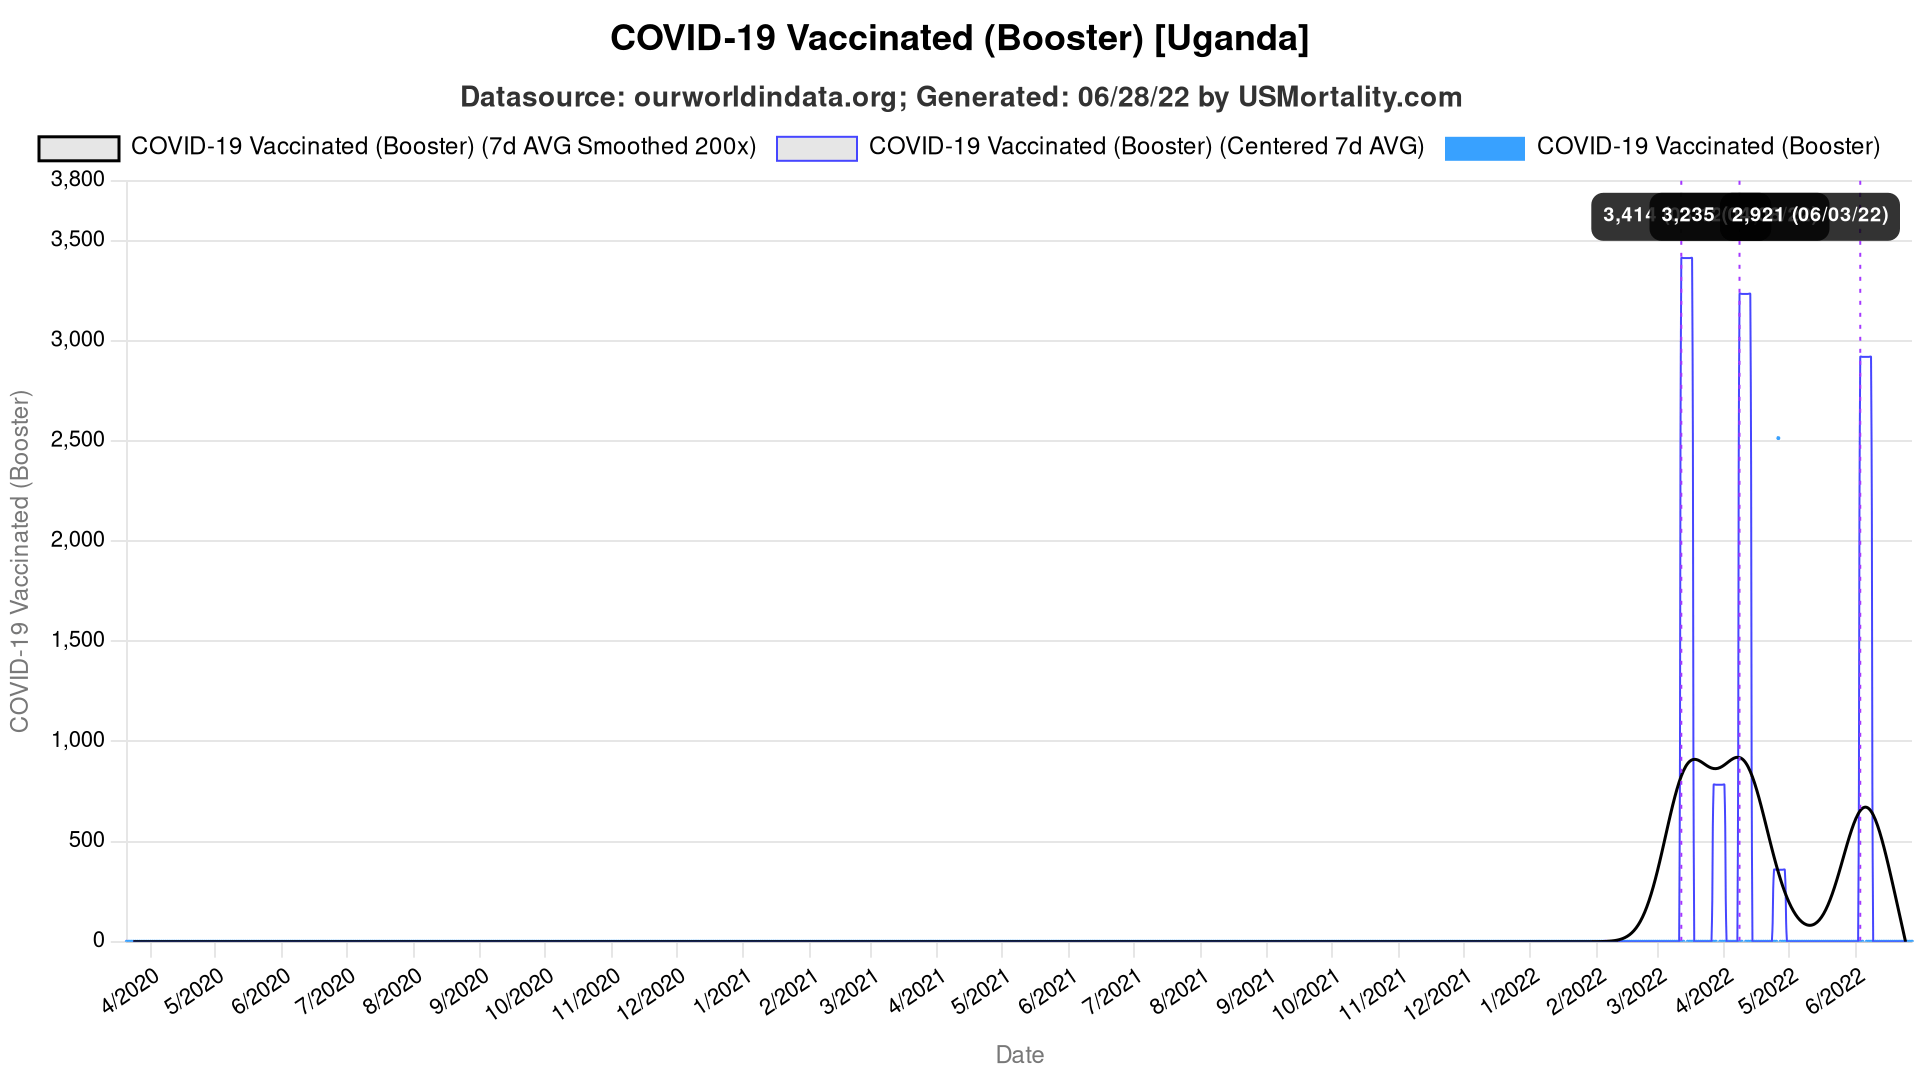 COVID-19 Vaccinated (Booster) [Uganda]
Datasource: ourworldindata.org; Generated: 06/28/22 by USMortality.com
COVID-19 Vaccinated (Booster) (7d AVG Smoothed 200x) COVID-19 Vaccinated (Booster) (Centered 7d AVG) COVID-19 Vaccinated (Booster)
3,800
3,414 3,235 2,921 (06/03/22)
3,500
3,000
2,500
2,000
1,500
1,000
500
0
COVID-19 Vaccinated (Booster)
4/2020 5/2020 6/2020 7/2020 8/2020 9/2020 10/2020 11/2020 12/2020 1/2021 2/2021 3/2021 4/2021 5/2021 6/2021 7/2021 8/2021 9/2021 10/2021 11/2021 12/2021 1/2022 2/2022 3/2022 4/2022 5/2022 6/2022
Date